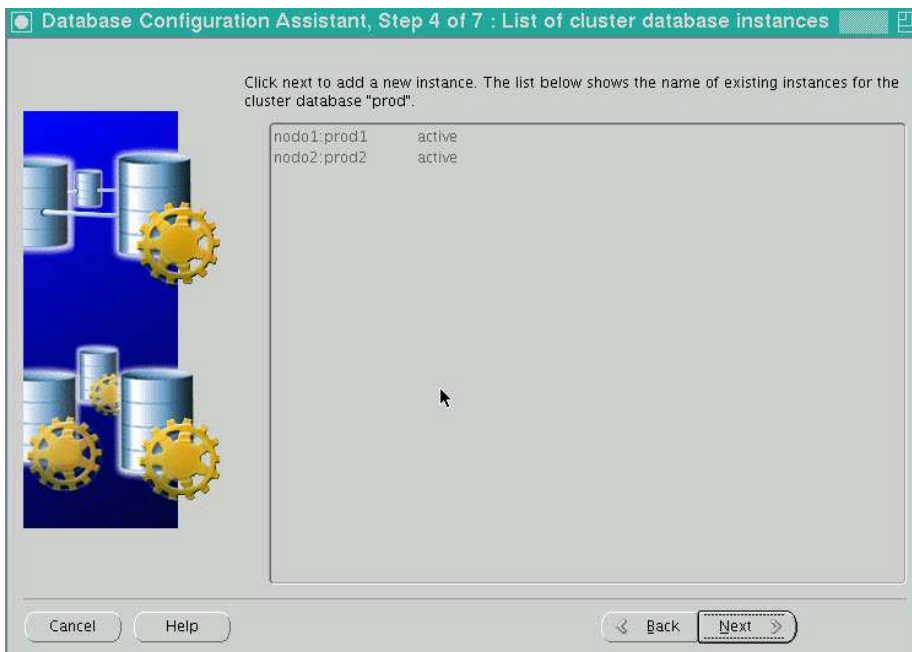 Database Configuration Assistant, Step 4 of 7 : List of cluster database instances
Click next to add a new instance. The list below shows the name of existing instances for the
cluster database "prod".
nodo1:prod1 active
nodo2:prod2 active
Cancel Help Back Next